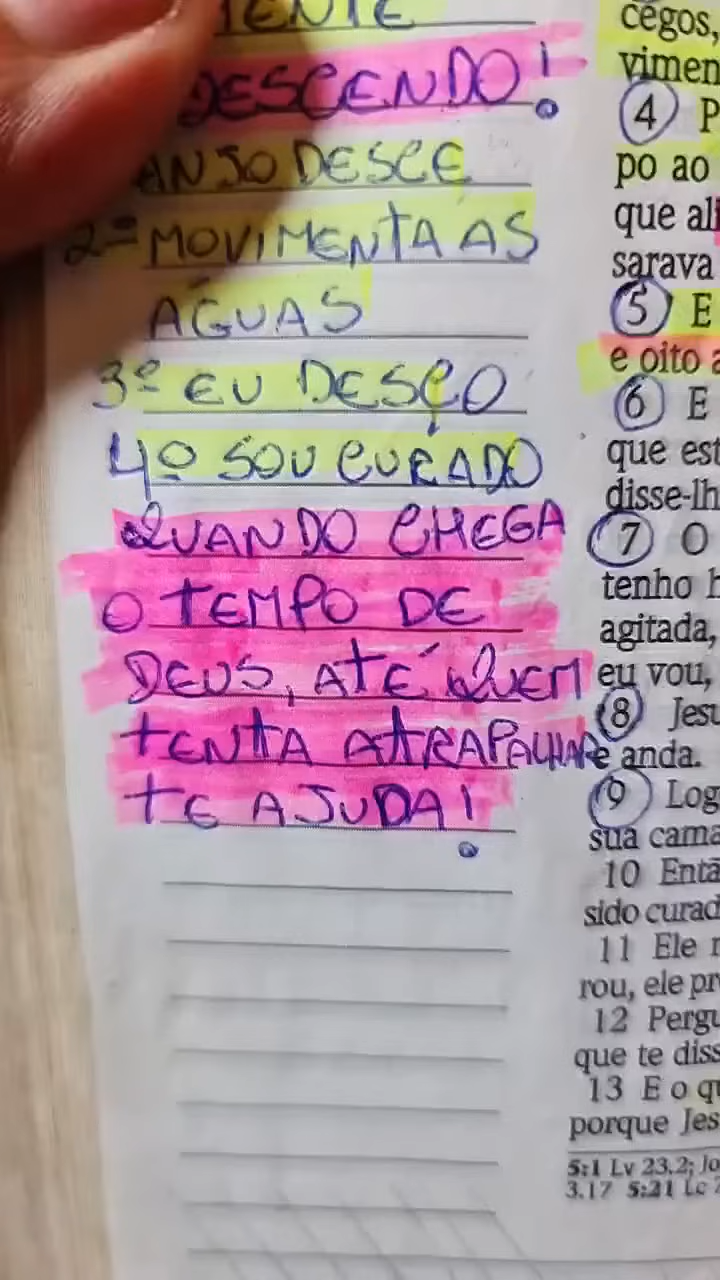 DESCENDO!
ANJO DESCE
2º MOVIMENTA AS
ÁGUAS
3º EU DESÇO
4º SOU CURADO
QUANDO CHEGA
O TEMPO DE
DEUS, ATÉ QUEM
TENTA ATRAPALHAR
TE AJUDA!
cegos,
4 P
po ao
que
sarava
5 E
e oito a
6 E
que est
disse-lh
7 O
tenho h
agitada,
eu vou,
8 Jesu
e anda.
9 Log
sua cama
10 Entã
sido curad
11 Ele
rou, ele pr
12 Pergu
que te diss
13 E o qu
porque Jes
5:1 Lv 23.2; Jo
3.17 5:21 Lc